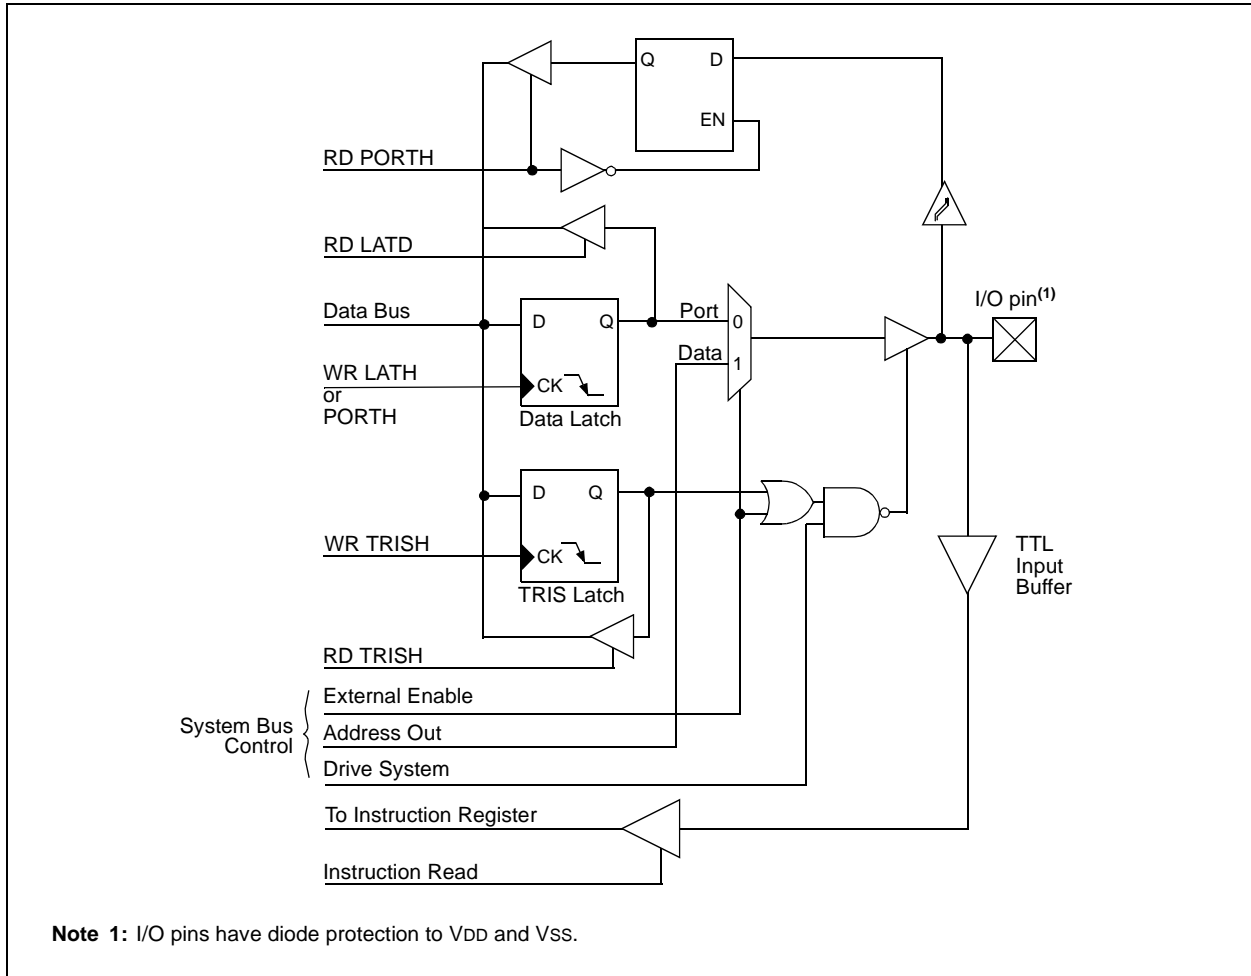 Q D
EN
RD PORTH
RD LATD
I/O pin(1)
Data Bus
D Q
Port
0
Data
1
WR LATH
or
PORTH
CK
Data Latch
D Q
WR TRISH
CK
TRIS Latch
TTL
Input
Buffer
RD TRISH
External Enable
System Bus
Control
Address Out
Drive System
To Instruction Register
Instruction Read
Note 1: I/O pins have diode protection to VDD and VSS.